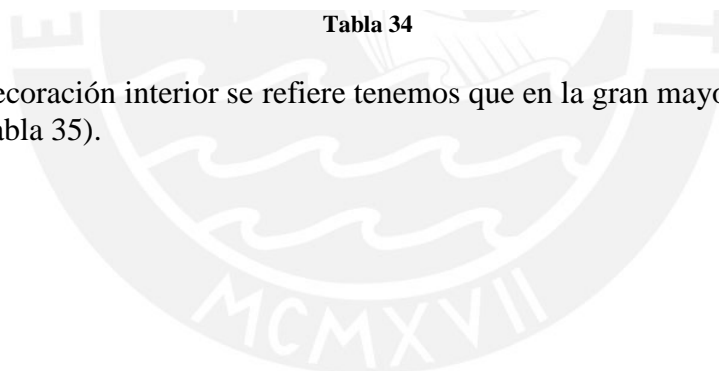 Tabla 34
ecoración interior se refiere tenemos que en la gran mayo
abla 35).
MCMXVII